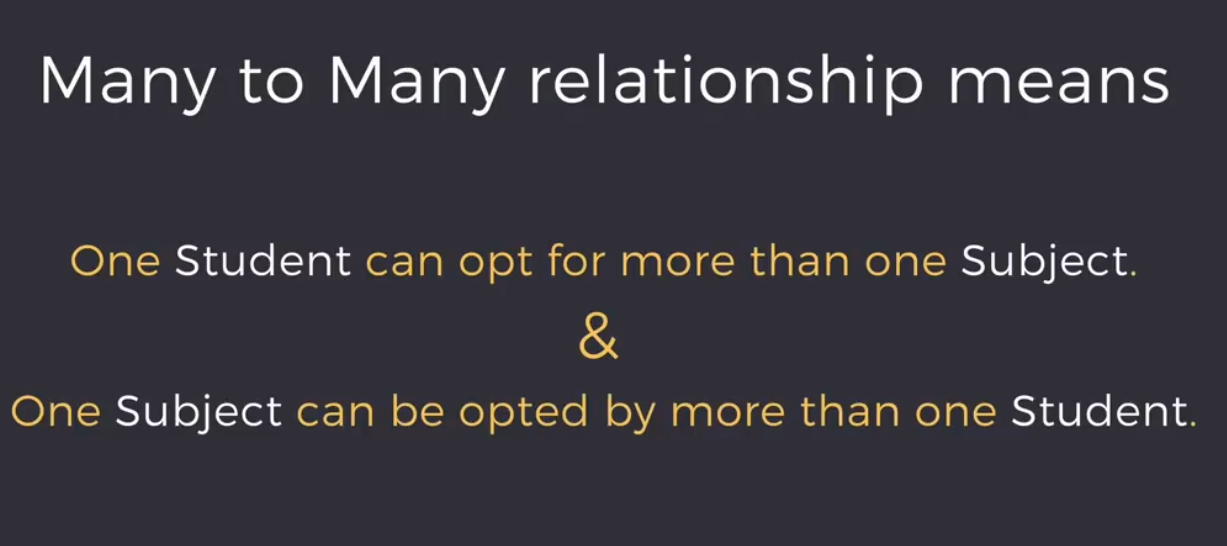 Many to Many relationship means
One Student can opt for more than one Subject.
&
One Subject can be opted by more than one Student.